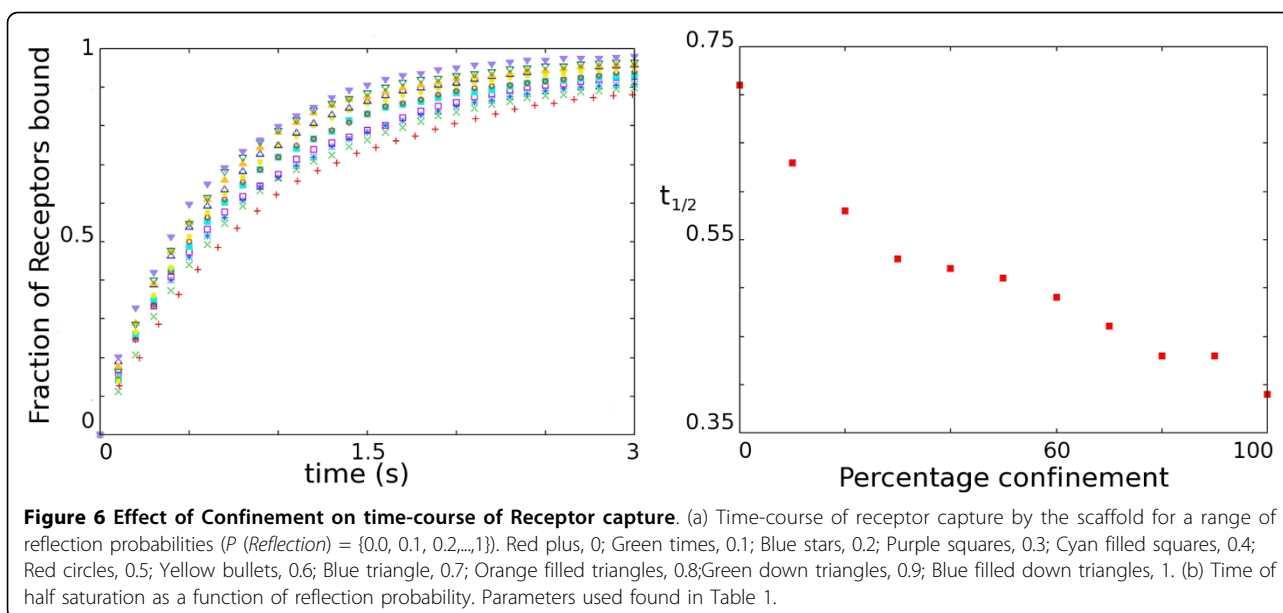 1
0.5
0
Fraction of Receptors bound
1.5
3
time (s)
0.75
t1/2
0.55
0.35
0
60
100
Percentage confinement
Figure 6 Effect of Confinement on time-course of Receptor capture. (a) Time-course of receptor capture by the scaffold for a range of
reflection probabilities (P (Reflection) = {0.0, 0.1, 0.2,...,1}). Red plus, 0; Green times, 0.1; Blue stars, 0.2; Purple squares, 0.3; Cyan filled squares, 0.4;
Red circles, 0.5; Yellow bullets, 0.6; Blue triangle, 0.7; Orange filled triangles, 0.8;Green down triangles, 0.9; Blue filled down triangles, 1. (b) Time of
half saturation as a function of reflection probability. Parameters used found in Table 1.